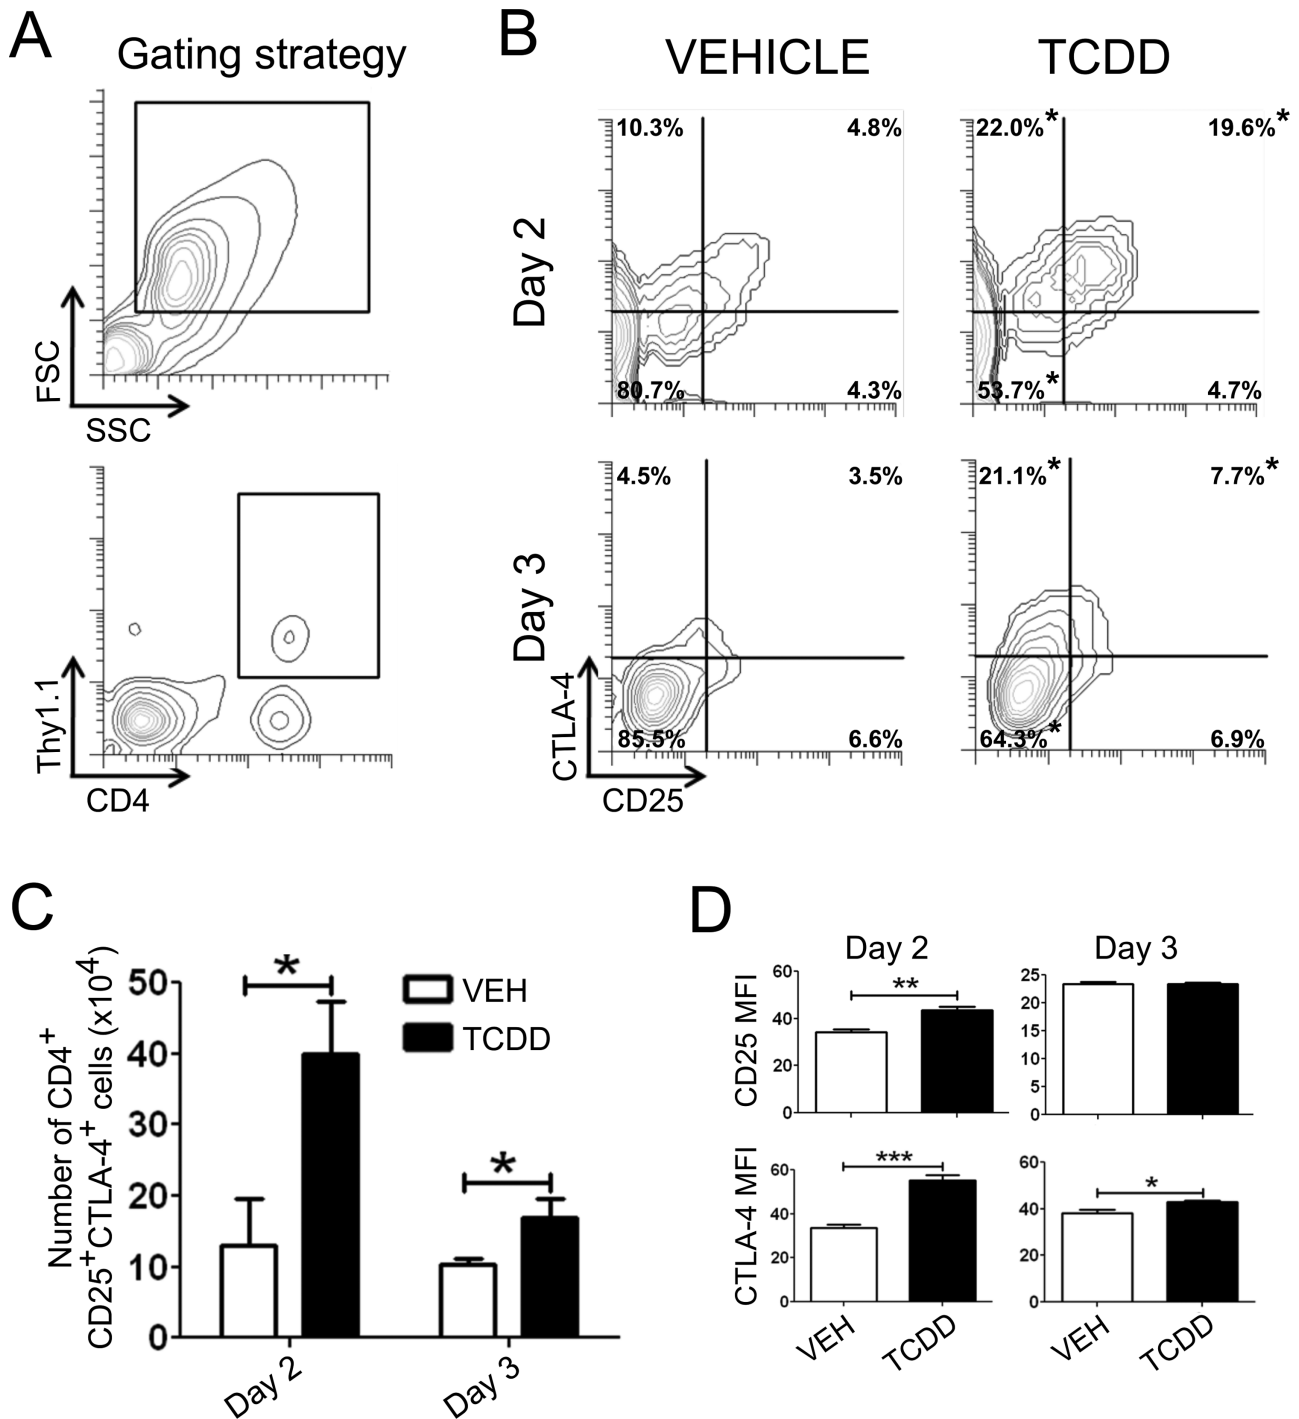 A
Gating strategy
FSC
SSC
Thy1.1
CD4
B
VEHICLE
TCDD
Day 2
10.3%
4.8%
80.7%
4.3%
22.0%*
19.6%*
53.7%*
4.7%
Day 3
4.5%
3.5%
85.5%
6.6%
21.1%*
7.7%*
64.3%*
6.9%
CTLA-4
CD25
C
Number of CD4+
CD25+CTLA-4+ cells (x10⁴)
50
40
30
20
10
0
*
*
VEH
TCDD
Day 2
Day 3
D
Day 2
Day 3
CD25 MFI
60
40
20
0
**
25
20
15
10
5
0
CTLA-4 MFI
60
40
20
0
***
60
40
20
0
*
VEH
TCDD
VEH
TCDD